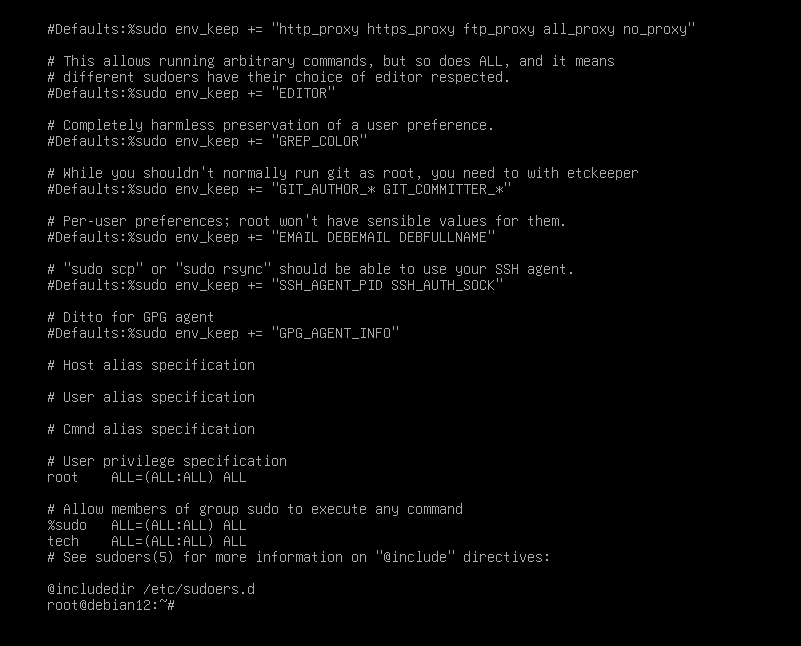 #Defaults:%sudo env_keep += "http_proxy https_proxy ftp_proxy all_proxy no_proxy"

# This allows running arbitrary commands, but so does ALL, and it means
# different sudoers have their choice of editor respected.
#Defaults:%sudo env_keep += "EDITOR"

# Completely harmless preservation of a user preference.
#Defaults:%sudo env_keep += "GREP_COLOR"

# While you shouldn't normally run git as root, you need to with etckeeper
#Defaults:%sudo env_keep += "GIT_AUTHOR_* GIT_COMMITTER_*"

# Per-user preferences; root won't have sensible values for them.
#Defaults:%sudo env_keep += "EMAIL DEBEMAIL DEBFULLNAME"

# "sudo scp" or "sudo rsync" should be able to use your SSH agent.
#Defaults:%sudo env_keep += "SSH_AGENT_PID SSH_AUTH_SOCK"

# Ditto for GPG agent
#Defaults:%sudo env_keep += "GPG_AGENT_INFO"

# Host alias specification

# User alias specification

# Cmnd alias specification

# User privilege specification
root    ALL=(ALL:ALL) ALL

# Allow members of group sudo to execute any command
%sudo   ALL=(ALL:ALL) ALL
tech    ALL=(ALL:ALL) ALL
# See sudoers(5) for more information on "@include" directives:

@includedir /etc/sudoers.d
root@debian12:~#